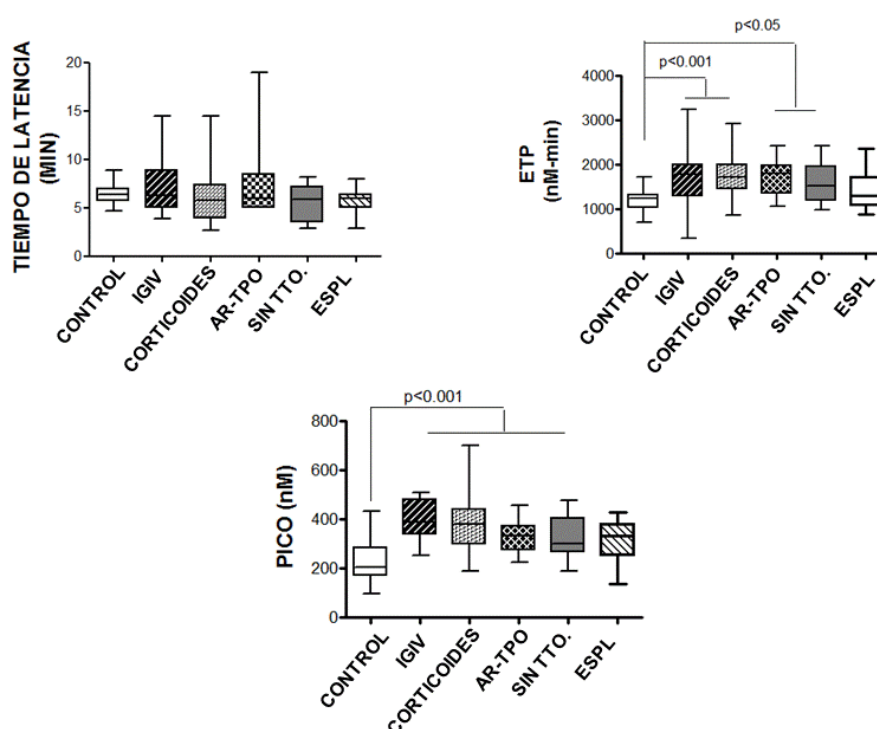 TIEMPO DE LATENCIA
(MIN)
20
15
10
5
0
CONTROL
IGIV
CORTICOIDES
AR-TPO
SIN TTO.
ESPL
p<0.05
p<0.001
ETP
(nM-min)
4000
3000
2000
1000
0
CONTROL
IGIV
CORTICOIDES
AR-TPO
SIN TTO.
ESPL
p<0.001
PICO (nM)
800
600
400
200
0
CONTROL
IGIV
CORTICOIDES
AR-TPO
SIN TTO.
ESPL